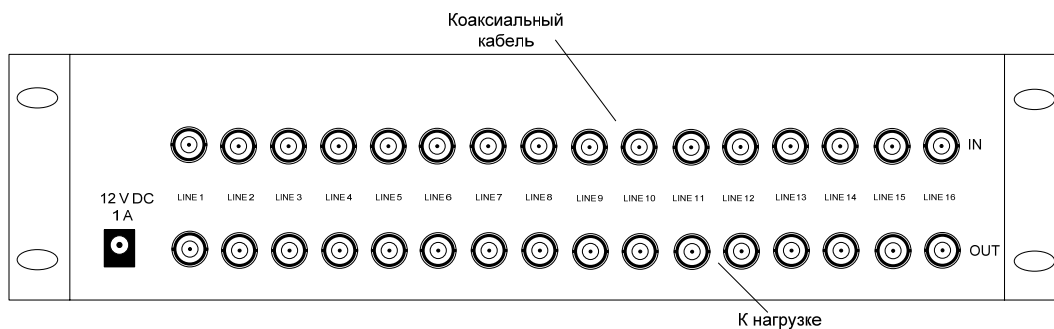 Коаксиальный
кабель
IN
12 V DC
1 A
LINE 1 LINE 2 LINE 3 LINE 4 LINE 5 LINE 6 LINE 7 LINE 8 LINE 9 LINE 10 LINE 11 LINE 12 LINE 13 LINE 14 LINE 15 LINE 16
OUT
К нагрузке